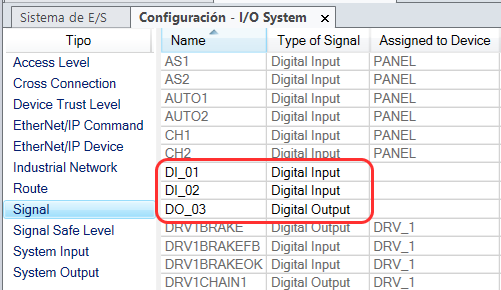 Sistema de E/S
Configuración - I/O System
Tipo
Access Level
Cross Connection
Device Trust Level
EtherNet/IP Command
EtherNet/IP Device
Industrial Network
Route
Signal
Signal Safe Level
System Input
System Output
Name Type of Signal Assigned to Device
AS1 Digital Input PANEL
AS2 Digital Input PANEL
AUTO1 Digital Input PANEL
AUTO2 Digital Input PANEL
CH1 Digital Input PANEL
CH2 Digital Input PANEL
DI_01 Digital Input
DI_02 Digital Input
DO_03 Digital Output
DRV1BRAKE Digital Output DRV_1
DRV1BRAKEFB Digital Input DRV_1
DRV1BRAKEOK Digital Input DRV_1
DRV1CHAIN1 Digital Output DRV_1